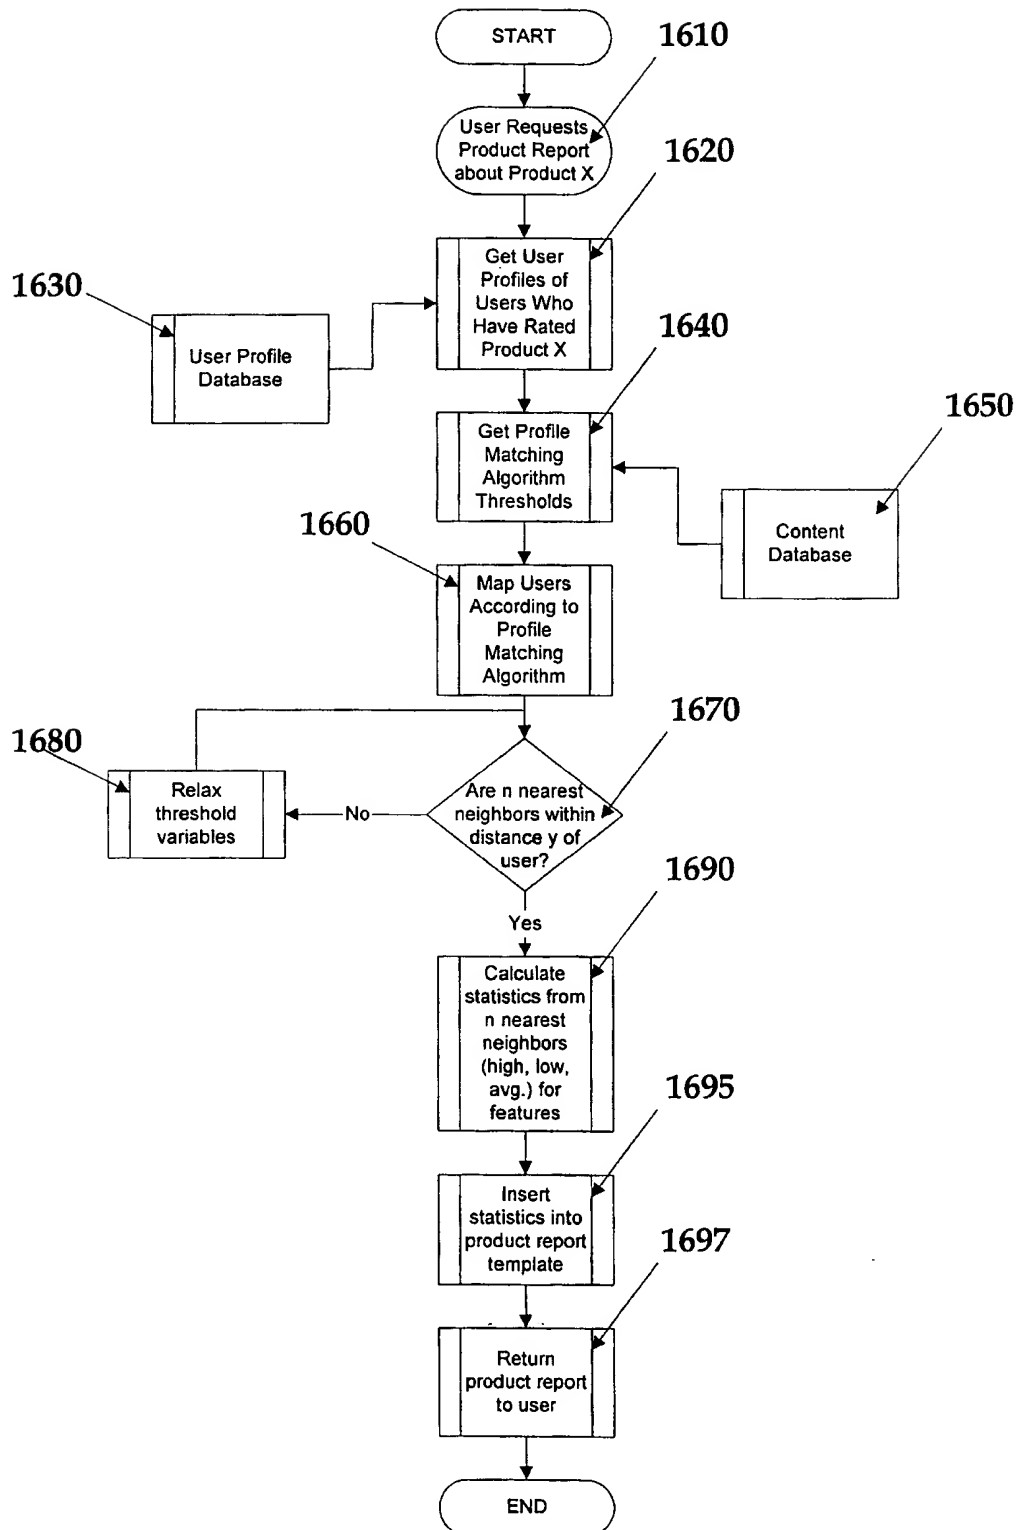 START
1610
User Requests
Product Report
about Product X
1620
Get User
Profiles of
Users Who
Have Rated
Product X
1630
User Profile
Database
1640
Get Profile
Matching
Algorithm
Thresholds
1650
Content
Database
1660
Map Users
According to
Profile
Matching
Algorithm
1670
Are n nearest
neighbors within
distance y of
user?
No
1680
Relax
threshold
variables
Yes
1690
Calculate
statistics from
n nearest
neighbors
(high, low,
avg.) for
features
1695
Insert
statistics into
product report
template
1697
Return
product report
to user
END